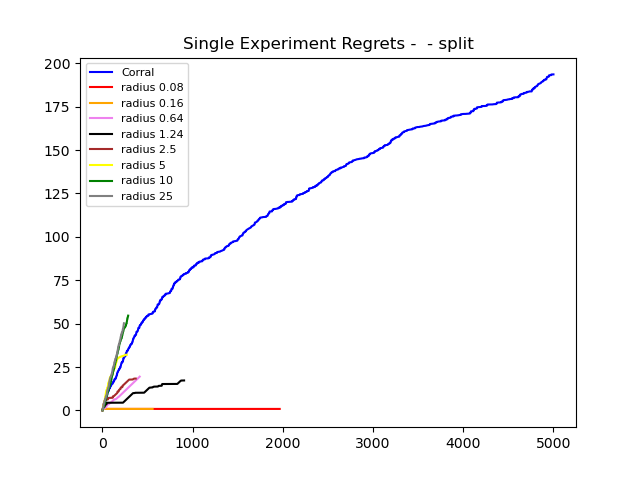 Single Experiment Regrets -  - split
200
175
150
125
100
75
50
25
0
Corral
radius 0.08
radius 0.16
radius 0.64
radius 1.24
radius 2.5
radius 5
radius 10
radius 25
0 1000 2000 3000 4000 5000